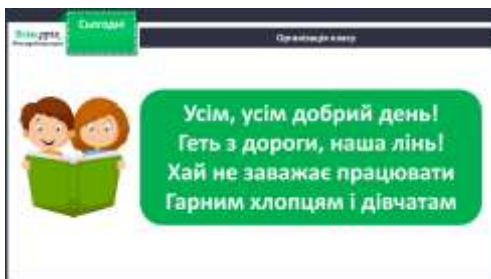 Сьогодні
Організація класу
Усім, усім добрий день!
Геть з дороги, наша лінь!
Хай не заважає працювати
Гарним хлопцям і дівчатам